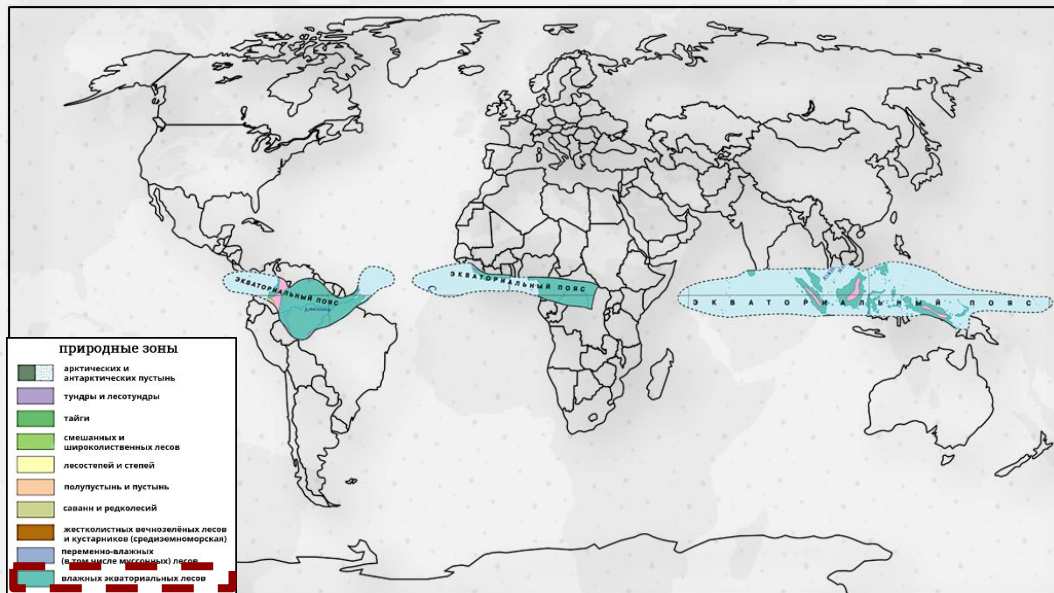 ЭКВАТОРИАЛЬНЫЙ ПОЯС
ЭКВАТОРИАЛЬНЫЙ ПОЯС
ЭКВАТОРИАЛЬНЫЙ ПОЯС
природные зоны
арктических и
антарктических пустынь
тундры и лесотундры
тайги
смешанных и
широколиственных лесов
лесостепей и степей
полупустынь и пустынь
саванн и редколесий
жестколистных вечнозелёных лесов
и кустарников (средиземноморская)
переменно-влажных
(в том числе муссонных) лесов
влажных экваториальных лесов